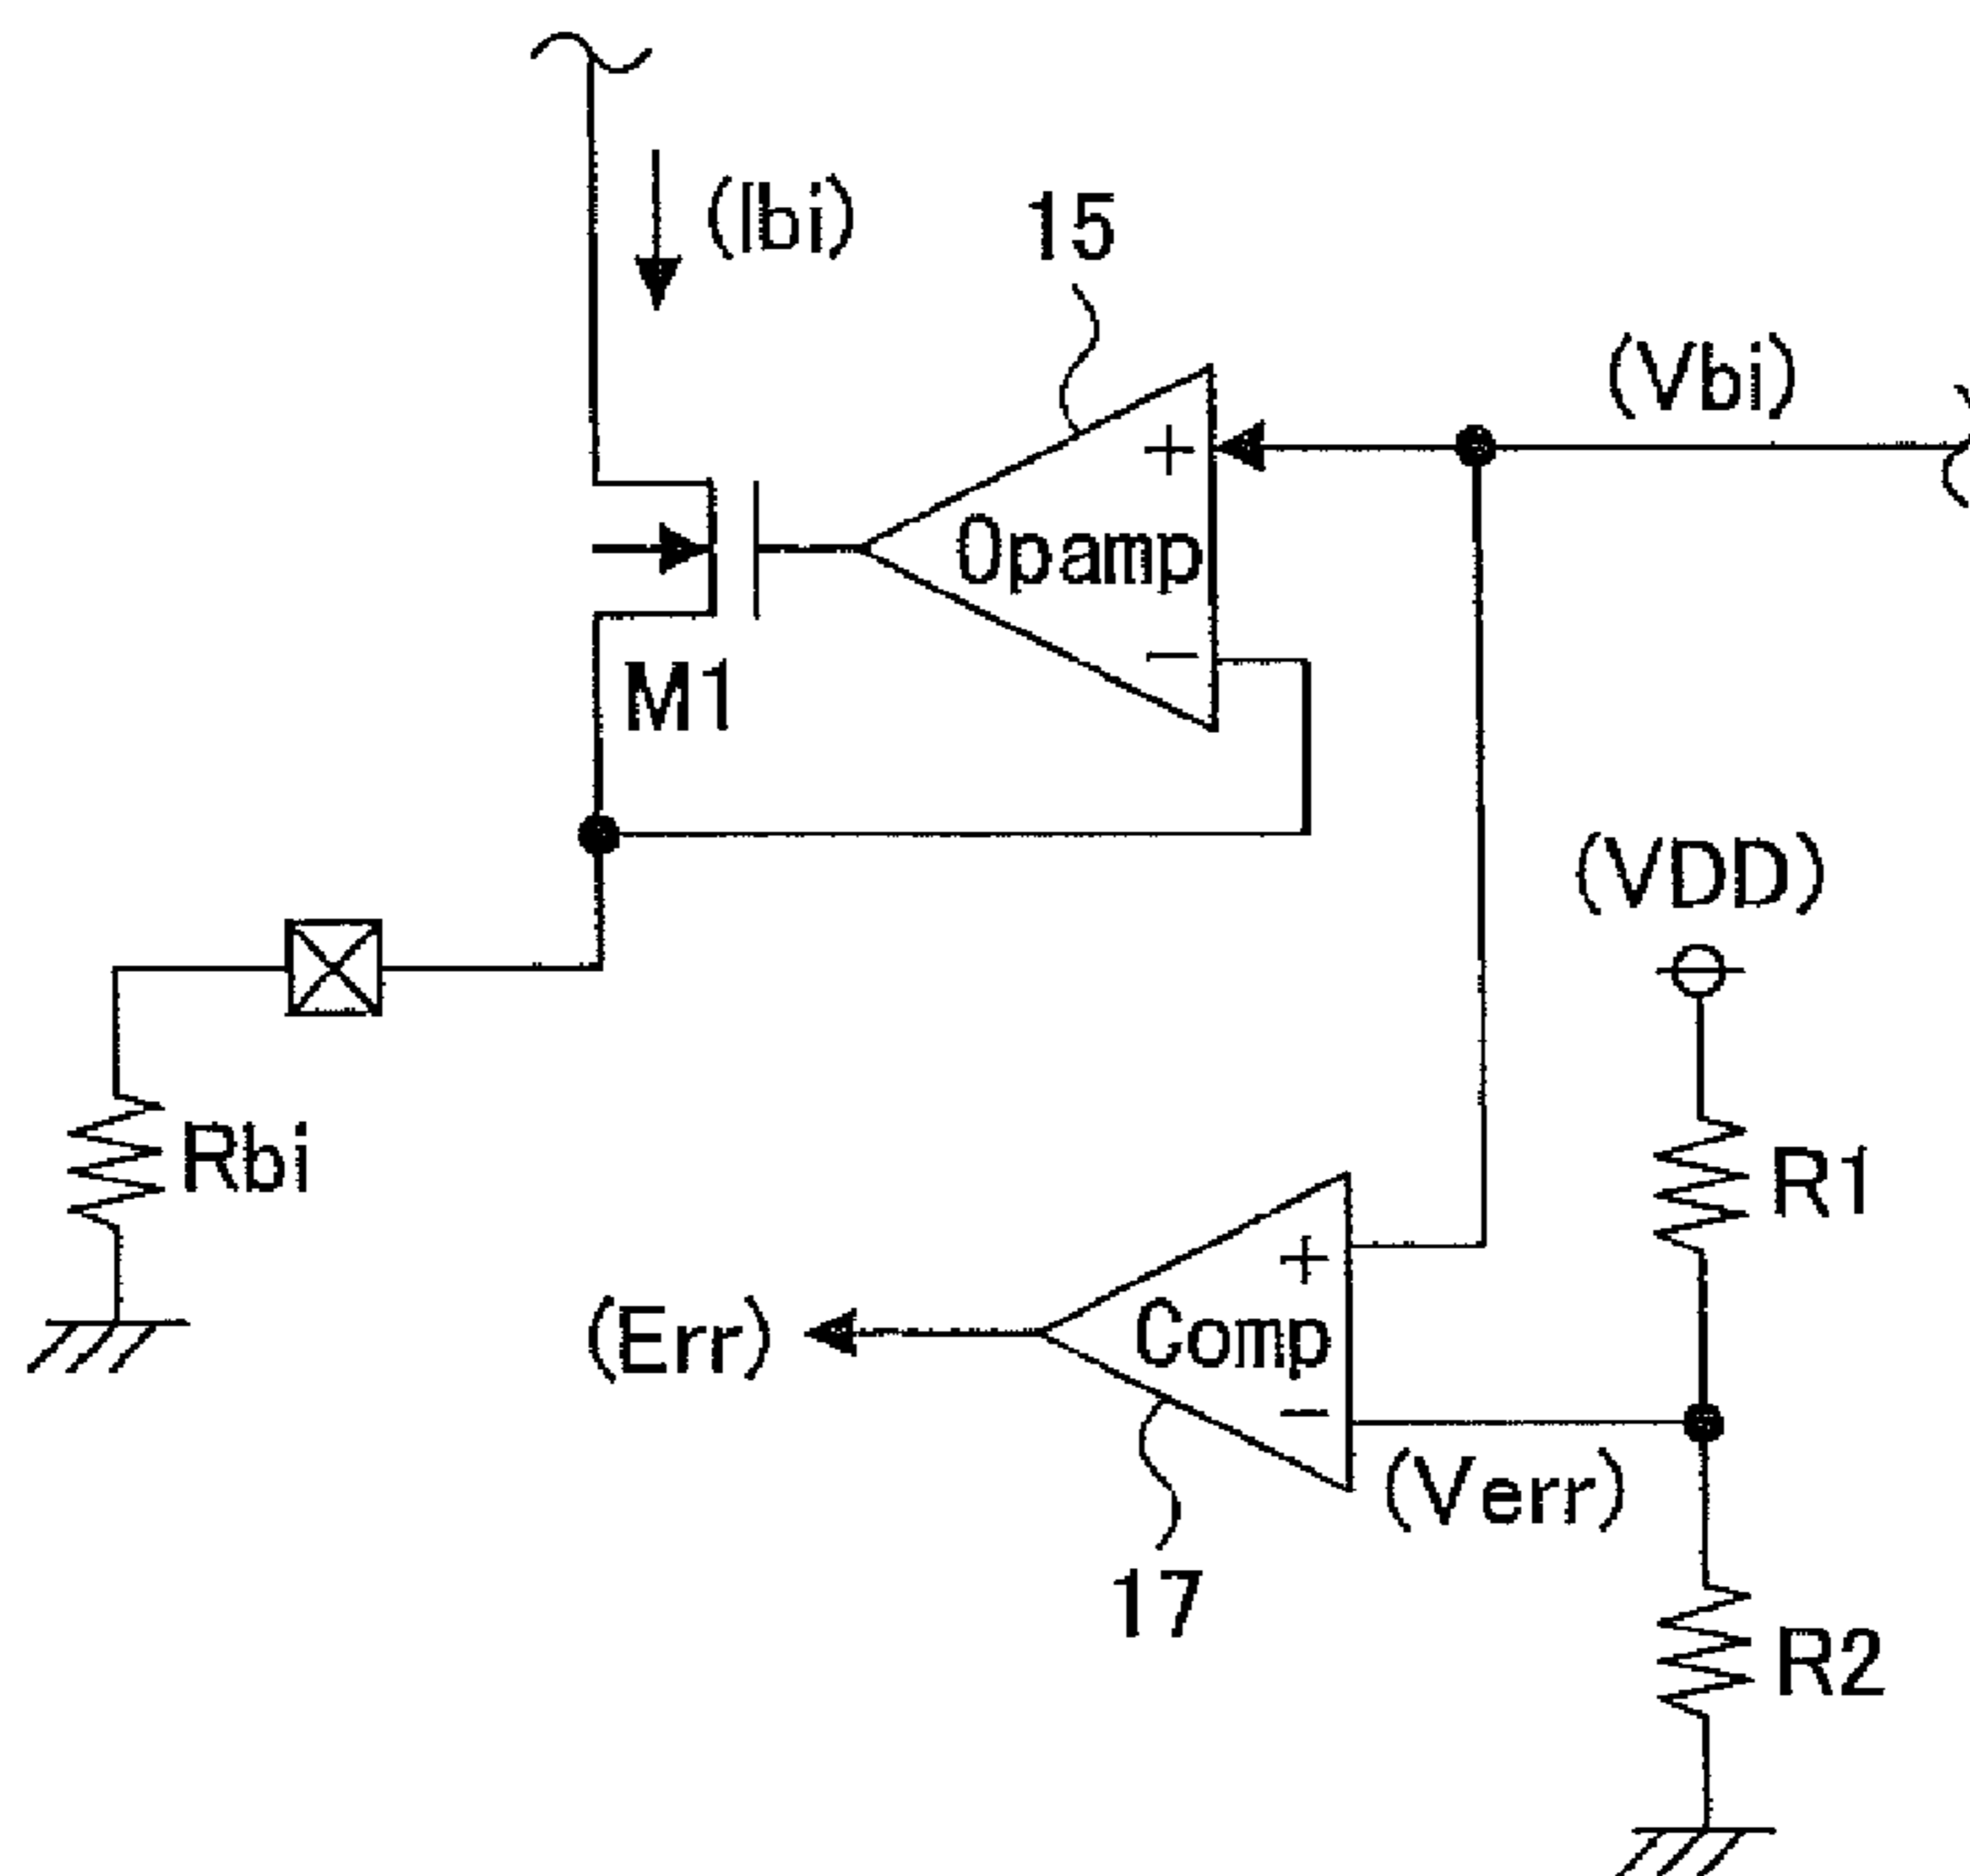 (Ibi)
15
(Vbi)
+
Opamp
−
M1
(VDD)
Rbi
R1
+
(Err)
Comp
−
(Verr)
17
R2